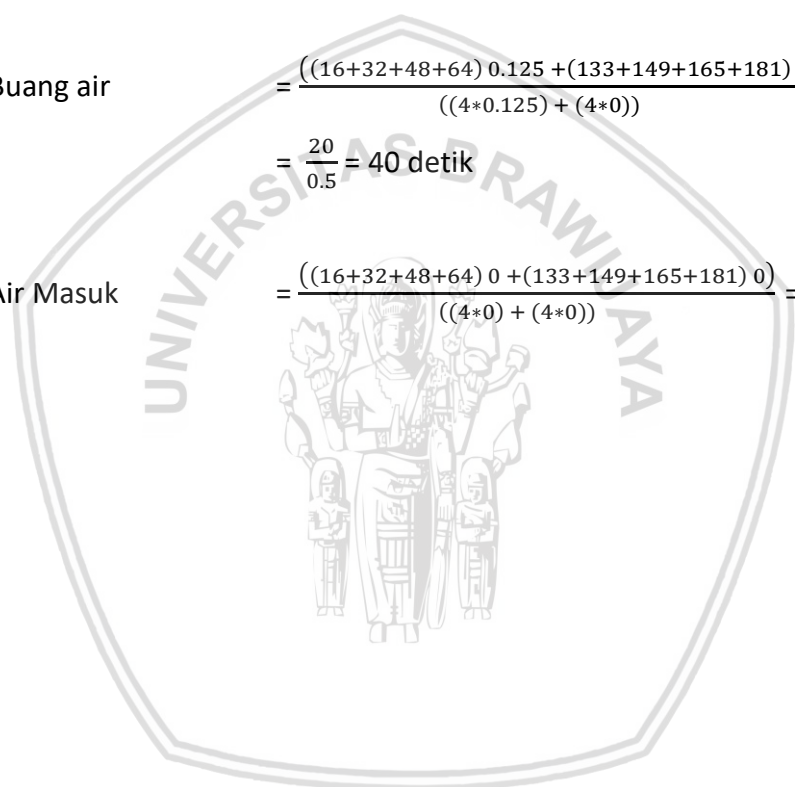 Buang air = ((16+32+48+64) 0.125 +(133+149+165+181) / ((4*0.125) + (4*0))
= 20/0.5 = 40 detik
Air Masuk = ((16+32+48+64) 0 +(133+149+165+181) 0) / ((4*0) + (4*0)) =
UNIVERSITAS BRAWIJAYA